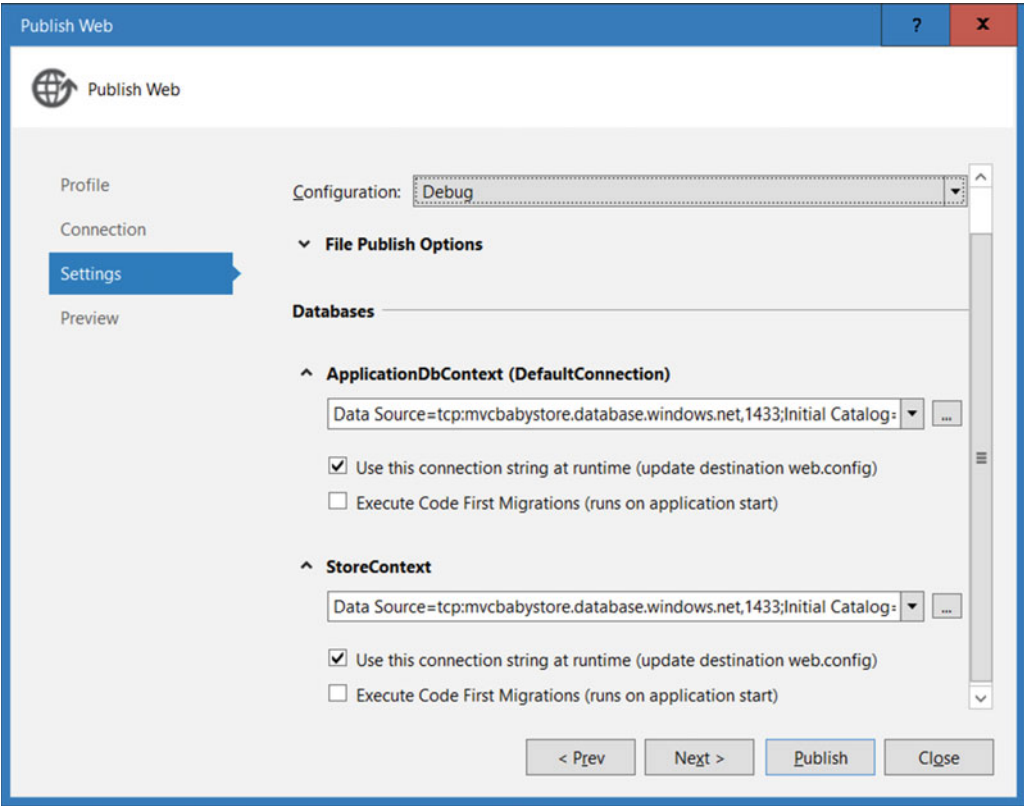 Publish Web
? x
Publish Web
Profile
Connection
Settings
Preview
Configuration: Debug
File Publish Options
Databases
ApplicationDbContext (DefaultConnection)
Data Source=tcp:mvcbabystore.database.windows.net,1433;Initial Catalog=
...
Use this connection string at runtime (update destination web.config)
Execute Code First Migrations (runs on application start)
StoreContext
Data Source=tcp:mvcbabystore.database.windows.net,1433;Initial Catalog=
...
Use this connection string at runtime (update destination web.config)
Execute Code First Migrations (runs on application start)
< Prev Next > Publish Close